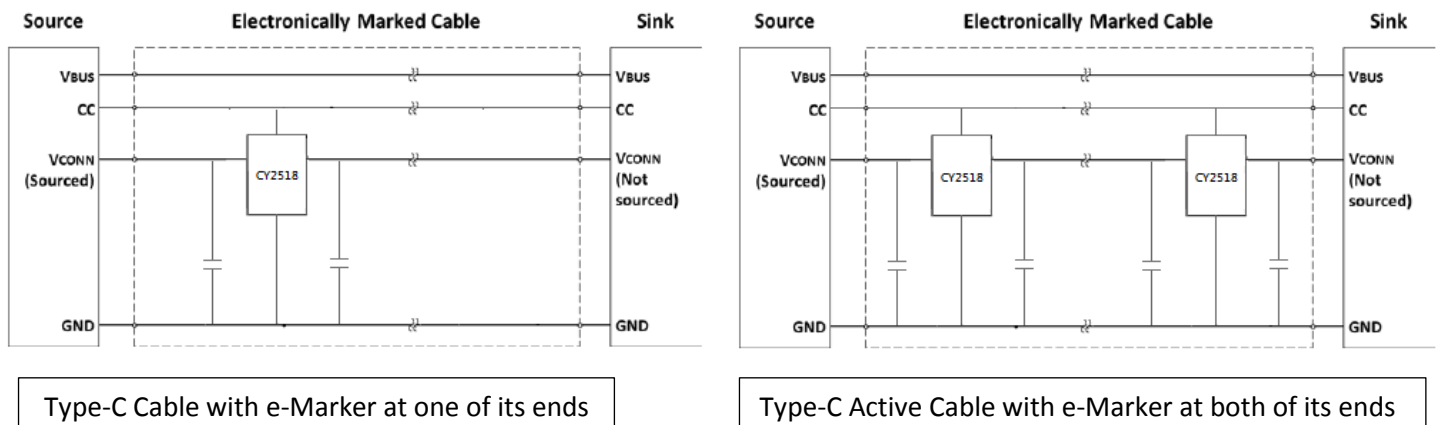 Source Electronically Marked Cable Sink
VBUS VBUS
CC CC
VCONN
(Sourced)
CY2518
VCONN
(Not
sourced)
GND GND
Type-C Cable with e-Marker at one of its ends
Source Electronically Marked Cable Sink
VBUS VBUS
CC CC
VCONN
(Sourced)
CY2518 CY2518
VCONN
(Not
sourced)
GND GND
Type-C Active Cable with e-Marker at both of its ends